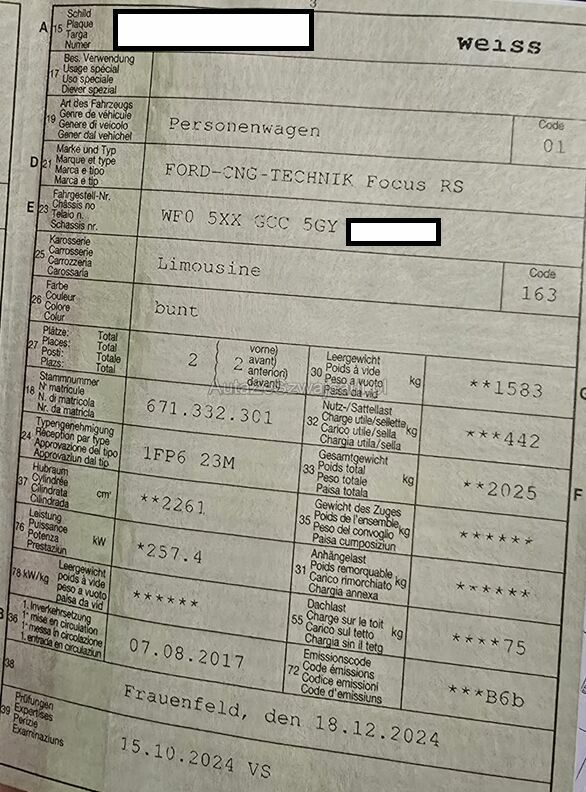 3
A 15 Schild
Plaque
Targa
Numer
weiss
17 Bes. Verwendung
Usage spécial
Uso speciale
Diever spezial
19 Art des Fahrzeugs
Genre de véhicule
Genere di veicolo
Gener dal vehichel
Personenwagen
Code
01
D 21 Marke und Typ
Marque et type
Marca e tipo
Marca e tip
FORD-CNG-TECHNIK Focus RS
E 23 Fahrgestell-Nr.
Châssis no
Telaio n.
Schassis nr.
WF0 5XX GCC 5GY
25 Karosserie
Carrosserie
Carrozzeria
Carossaria
Limousine
Code
163
26 Farbe
Couleur
Colore
Colur
bunt
27 Plätze: Total
Places: Total
Posti: Totale
Plazs: Total
2 ( 2 vorne)
avant)
anteriori)
davant)
30 Leergewicht
Poids à vide kg
Peso a vuoto
Paisa da vid
**1583
G
18 Stammnummer
N° matricule
N. di matricola
Nr. da matricla
671.332.301
32 Nutz-/Sattellast
Charge utile/sellette kg
Carico utile/sella
Chargia utila/sella
***442
24 Typengenehmigung
Réception par type
Approvazione del tipo
Approvaziun dal tip
1FP6 23M
33 Gesamtgewicht
Poids total kg
Peso totale
Paisa totala
**2025
F
37 Hubraum
Cylindrée cm³
Cilindrata
Cilindrada
**2261
35 Gewicht des Zuges
Poids de l'ensemble kg
Peso del convoglio
Paisa cumposiziun
******
76 Leistung
Puissance kW
Potenza
Prestaziun
*257.4
31 Anhängelast
Poids remorquable kg
Carico rimorchiato
Chargia annexa
******
78 kW/kg Leergewicht
poids à vide
peso a vuoto
paisa da vid
******
55 Dachlast
Charge sur le toit kg
Carico sul tetto
Chargia sin il tetg
****75
B 36 1. Inverkehrsetzung
1re mise en circulation
1a messa in circolazione
1. entrada en circulaziun
07.08.2017
72 Emissionscode
Code émissions
Codice emissioni
Code d'emissiuns
***B6b
38
Frauenfeld, den 18.12.2024
39 Prüfungen
Expertises
Perizie
Examinaziuns
15.10.2024 VS